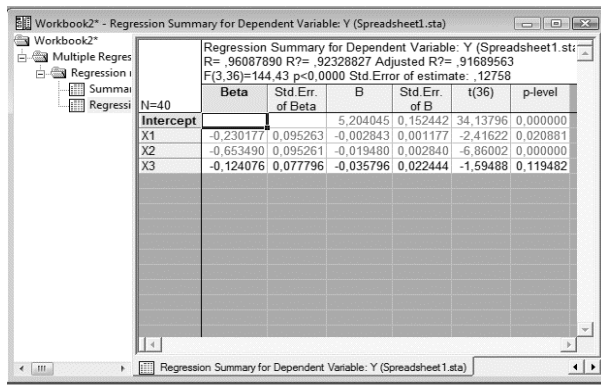 Workbook2* - Regression Summary for Dependent Variable: Y (Spreadsheet1.sta)
Workbook2*
Multiple Regres
Regression
Summar
Regressi
Regression Summary for Dependent Variable: Y (Spreadsheet1.sta
R= ,96087890 R?= ,92328827 Adjusted R?= ,91689563
F(3,36)=144,43 p<0,0000 Std.Error of estimate: ,12758
N=40 Beta Std.Err. of Beta B Std.Err. of B t(36) p-level
Intercept 5,204045 0,152442 34,13796 0,000000
X1 -0,230177 0,095263 -0,002843 0,001177 -2,41622 0,020881
X2 -0,653490 0,095261 -0,019480 0,002840 -6,86002 0,000000
X3 -0,124076 0,077796 -0,035796 0,022444 -1,59488 0,119482
Regression Summary for Dependent Variable: Y (Spreadsheet1.sta)